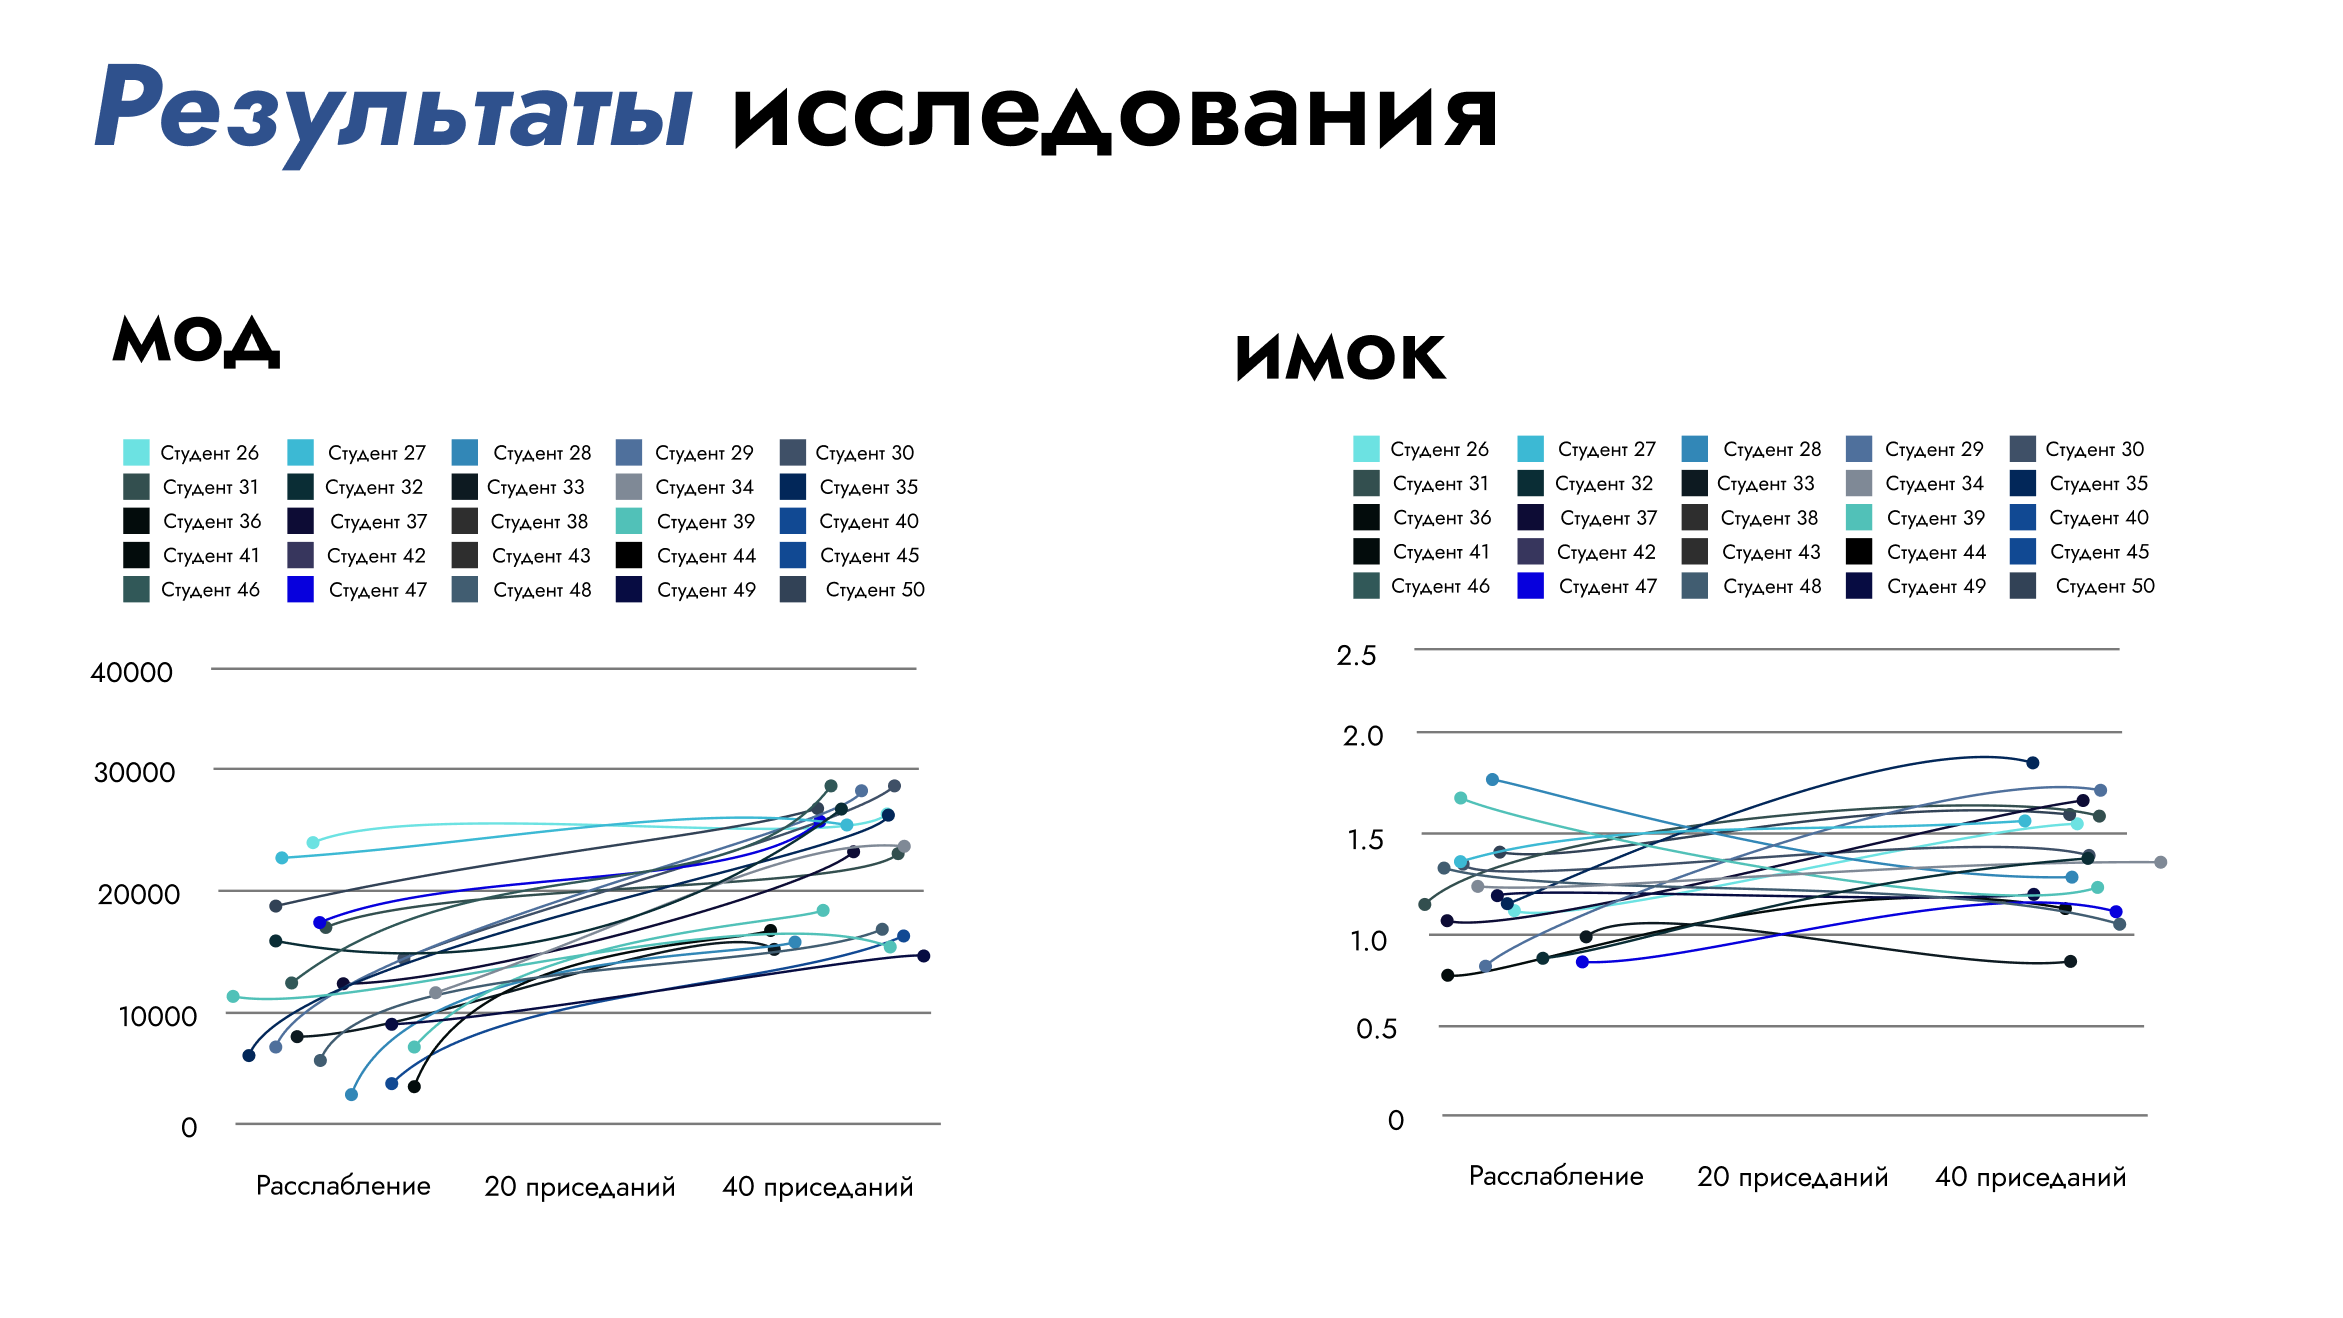 Результаты исследования
мод
Студент 26 Студент 27 Студент 28 Студент 29 Студент 30
Студент 31 Студент 32 Студент 33 Студент 34 Студент 35
Студент 36 Студент 37 Студент 38 Студент 39 Студент 40
Студент 41 Студент 42 Студент 43 Студент 44 Студент 45
Студент 46 Студент 47 Студент 48 Студент 49 Студент 50
40000
30000
20000
10000
0
Расслабление 20 приседаний 40 приседаний
имок
Студент 26 Студент 27 Студент 28 Студент 29 Студент 30
Студент 31 Студент 32 Студент 33 Студент 34 Студент 35
Студент 36 Студент 37 Студент 38 Студент 39 Студент 40
Студент 41 Студент 42 Студент 43 Студент 44 Студент 45
Студент 46 Студент 47 Студент 48 Студент 49 Студент 50
2.5
2.0
1.5
1.0
0.5
0
Расслабление 20 приседаний 40 приседаний